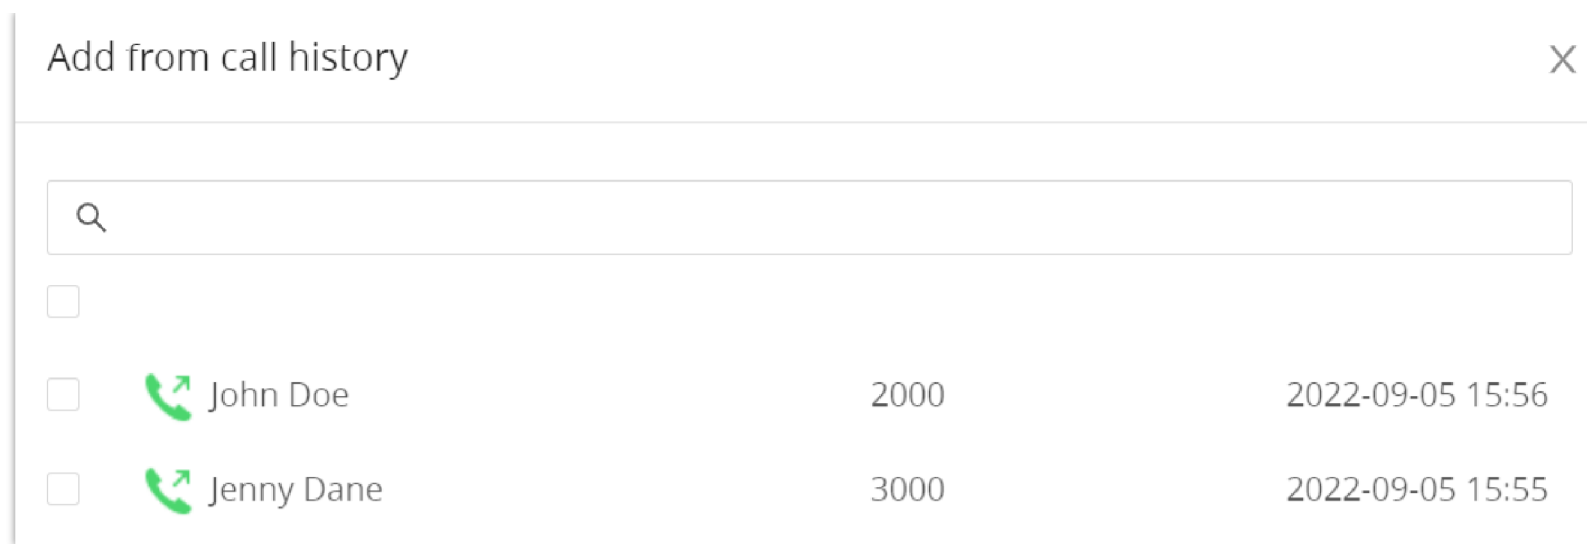 Add from call history X
John Doe 2000 2022-09-05 15:56
Jenny Dane 3000 2022-09-05 15:55